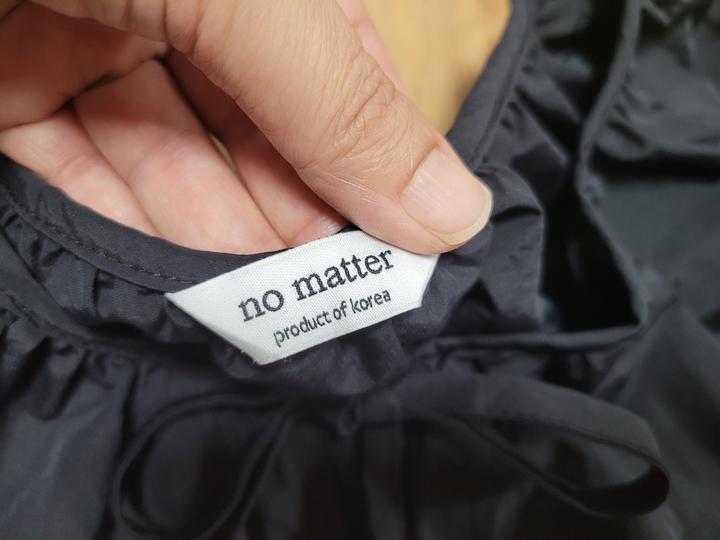 no matter
product of korea